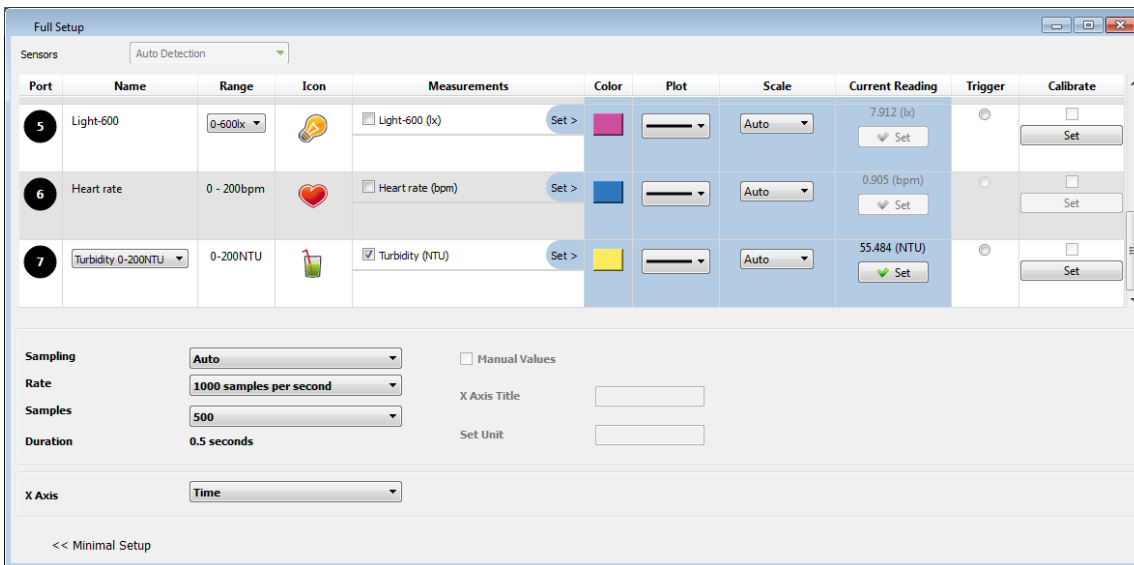 Full Setup
Sensors Auto Detection
Port Name Range Icon Measurements Color Plot Scale Current Reading Trigger Calibrate
5 Light-600 0-600lx Light-600 (lx) Set > Auto 7.912 (lx)
Set Set
6 Heart rate 0 - 200bpm Heart rate (bpm) Set > Auto 0.905 (bpm)
Set Set
7 Turbidity 0-200NTU 0-200NTU Turbidity (NTU) Set > Auto 55.484 (NTU)
Set Set
Sampling Auto Manual Values
Rate 1000 samples per second
X Axis Title
Samples 500
Set Unit
Duration 0.5 seconds
X Axis Time
<< Minimal Setup